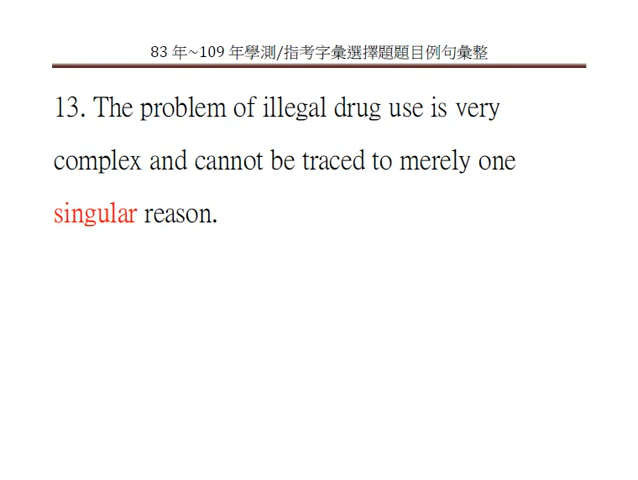 83 年~109 年學測/指考字彙選擇題題目例句彙整
13. The problem of illegal drug use is very
complex and cannot be traced to merely one
singular reason.